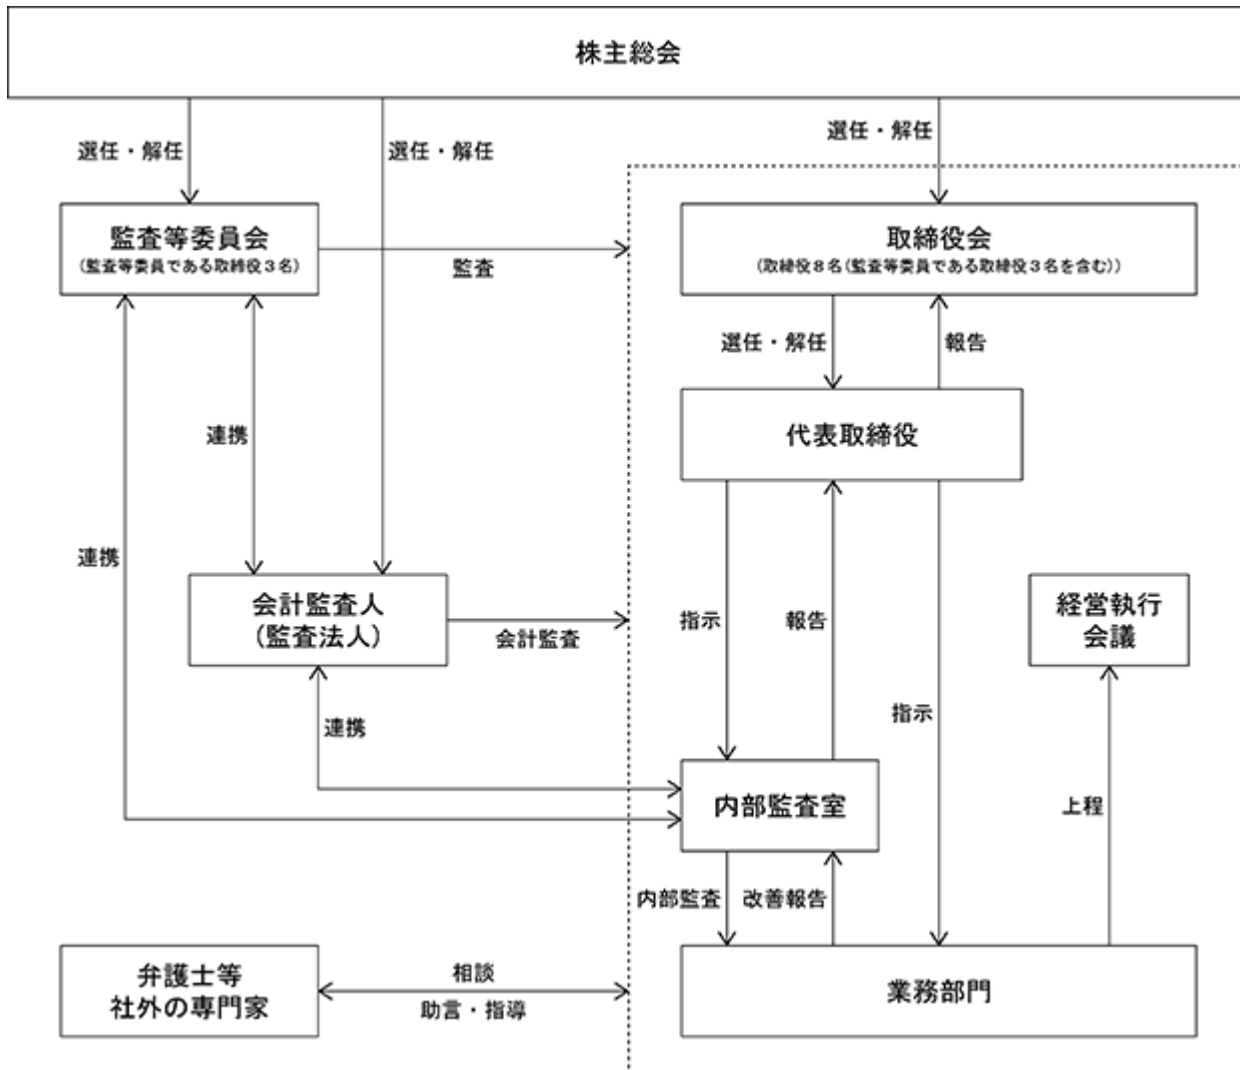 株主総会
選任・解任
選任・解任
選任・解任
監査等委員会
(監査等委員である取締役３名)
監査
取締役会
(取締役８名(監査等委員である取締役３名を含む))
選任・解任
報告
代表取締役
連携
連携
会計監査人
(監査法人)
会計監査
指示
報告
経営執行
会議
連携
指示
内部監査室
上程
内部監査
改善報告
弁護士等
社外の専門家
相談
助言・指導
業務部門